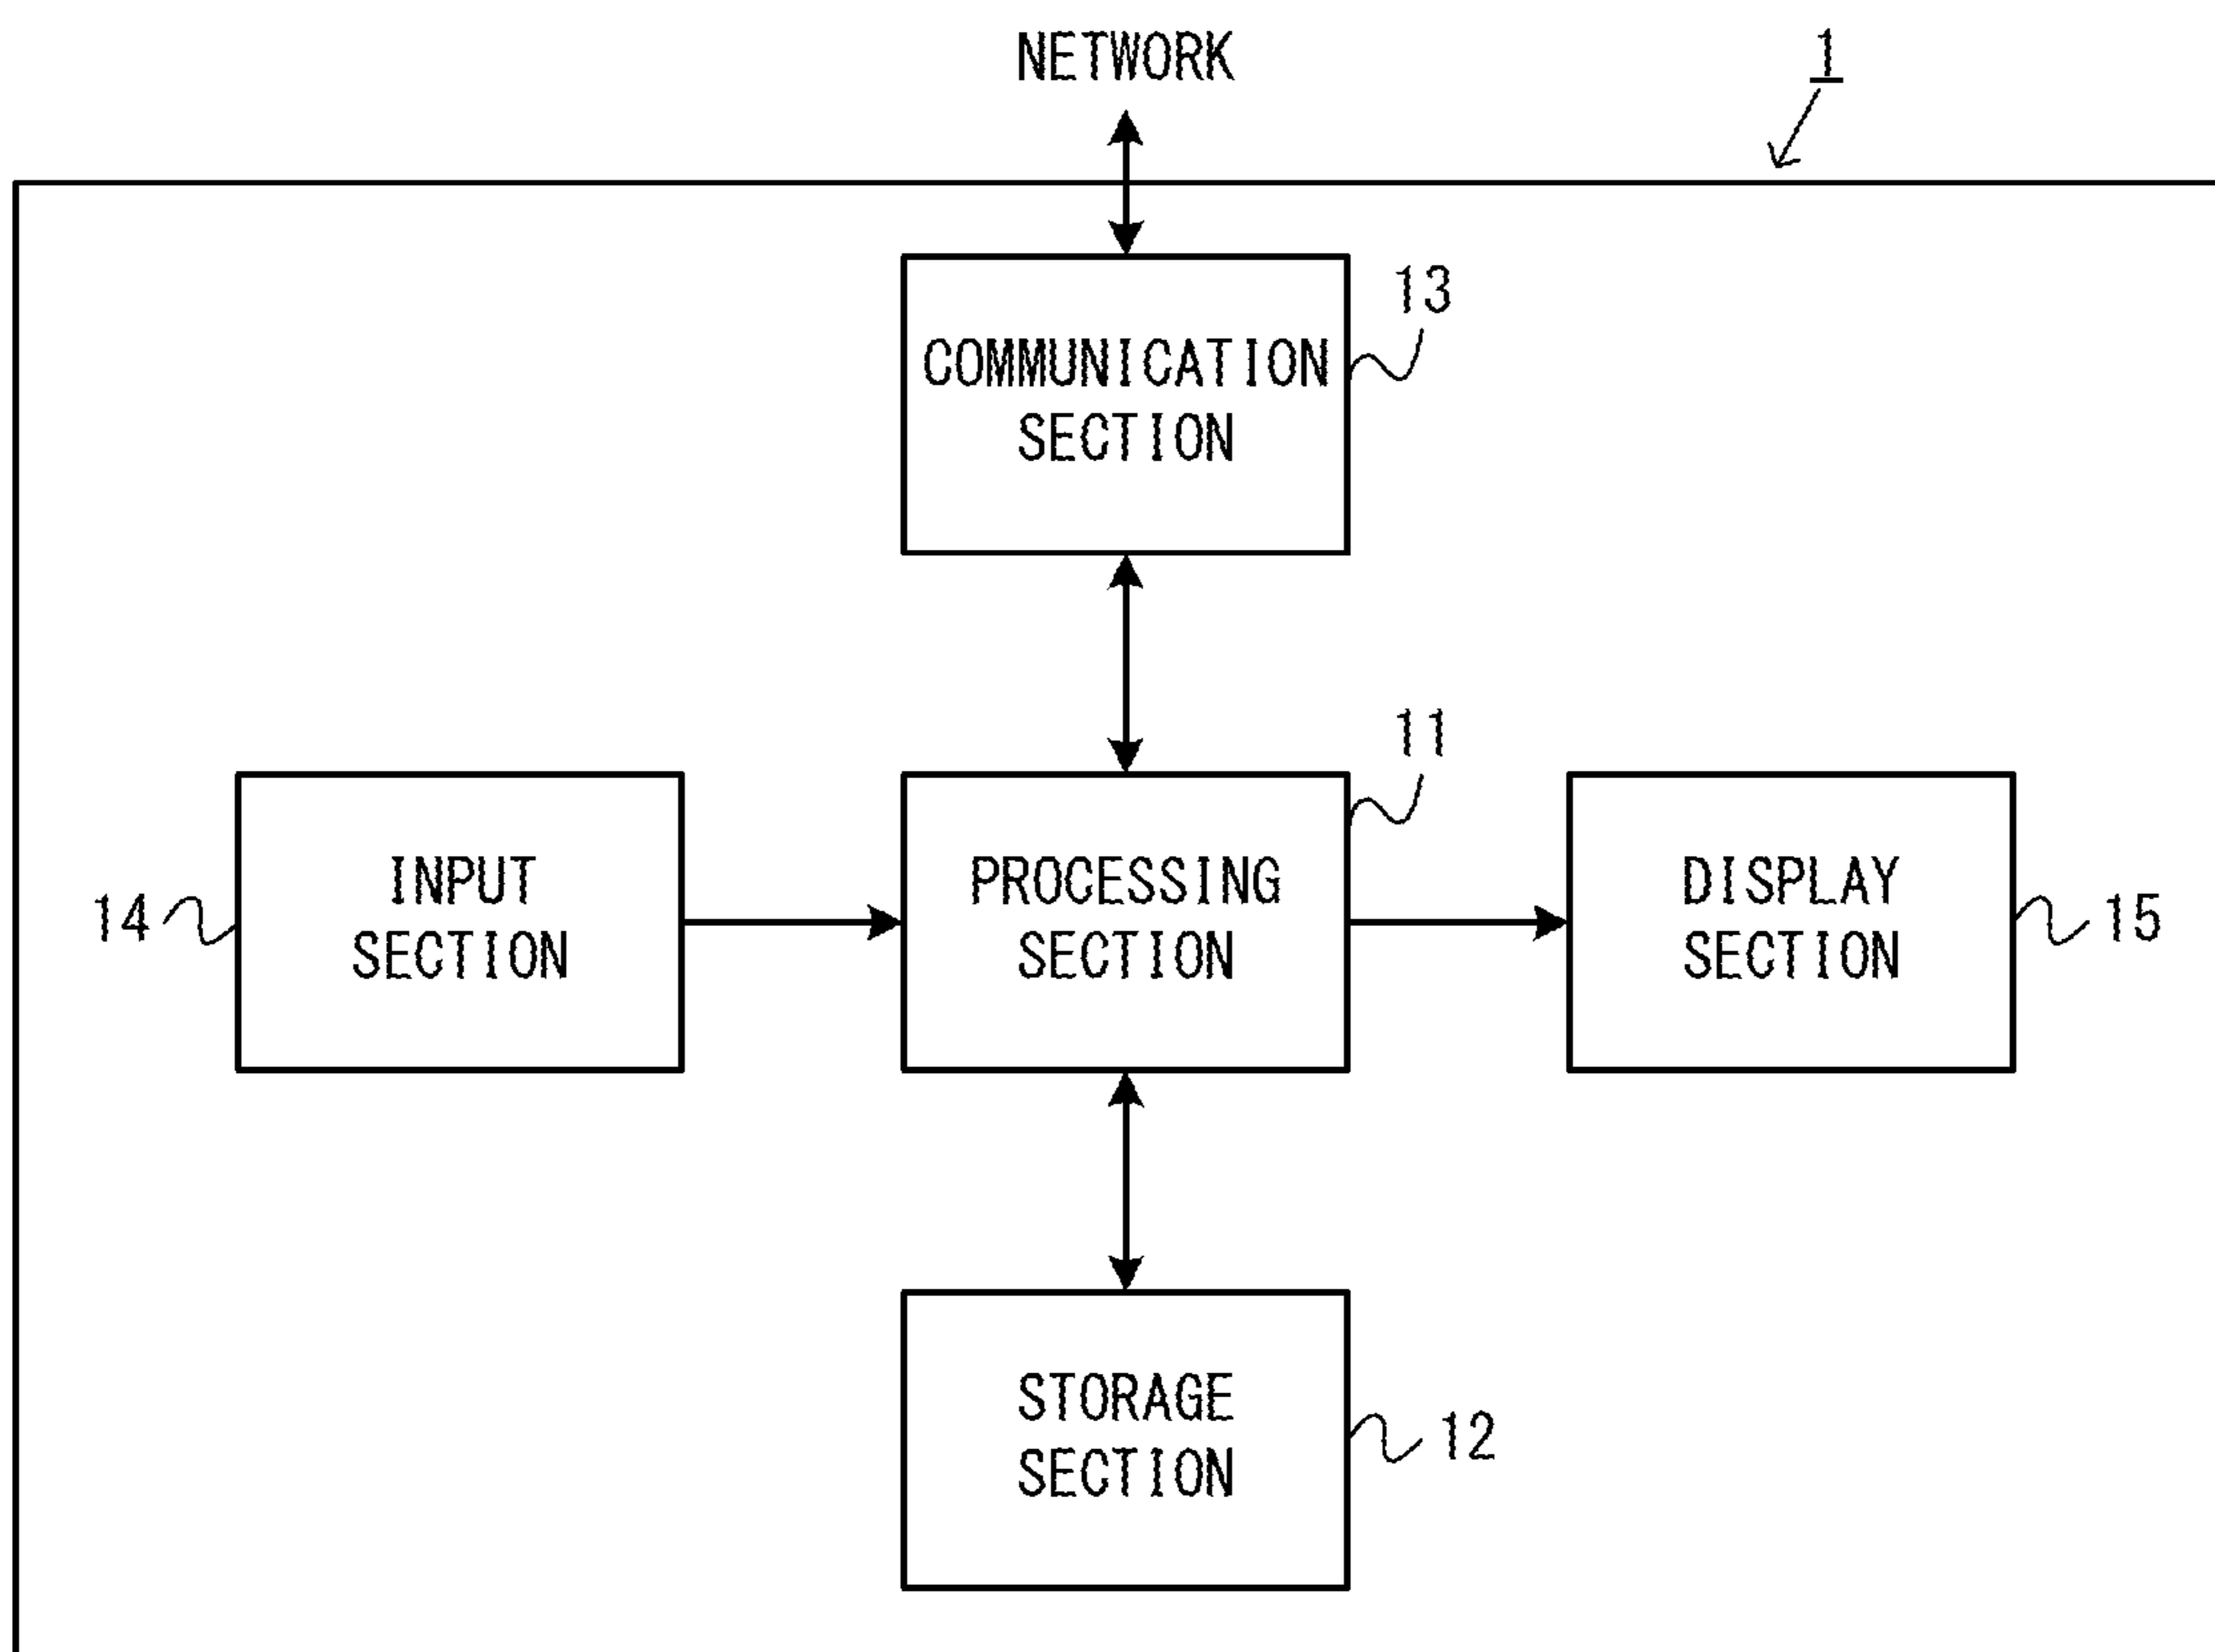 NETWORK
1
13
COMMUNICATION
SECTION
11
14
INPUT
SECTION
PROCESSING
SECTION
DISPLAY
SECTION
15
STORAGE
SECTION
12